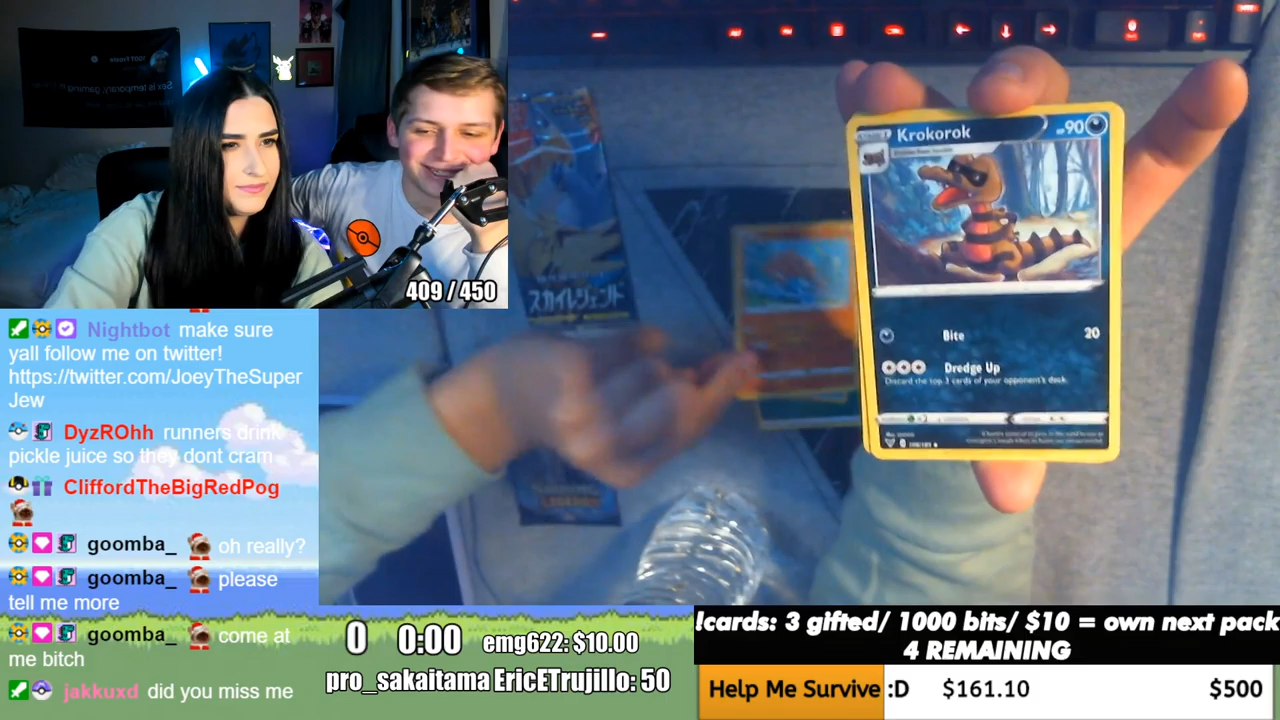 Krokorok
90
Bite 20
Dredge Up
Discard the top 3 cards of your opponent's deck.
スカイレジェンド
409 / 450
Nightbot make sure
yall follow me on twitter!
https://twitter.com/JoeyTheSuper
Jew
DyzROhh runners drink
pickle juice so they dont cram
CliffordTheBigRedPog
goomba_ oh really?
goomba_ please
tell me more
goomba_ come at
me bitch
jakkuxd did you miss me
0 0:00 emg622: $10.00
pro_sakaitama EricETrujillo: 50
!cards: 3 gifted/ 1000 bits/ $10 = own next pack
4 REMAINING
Help Me Survive :D $161.10 $500